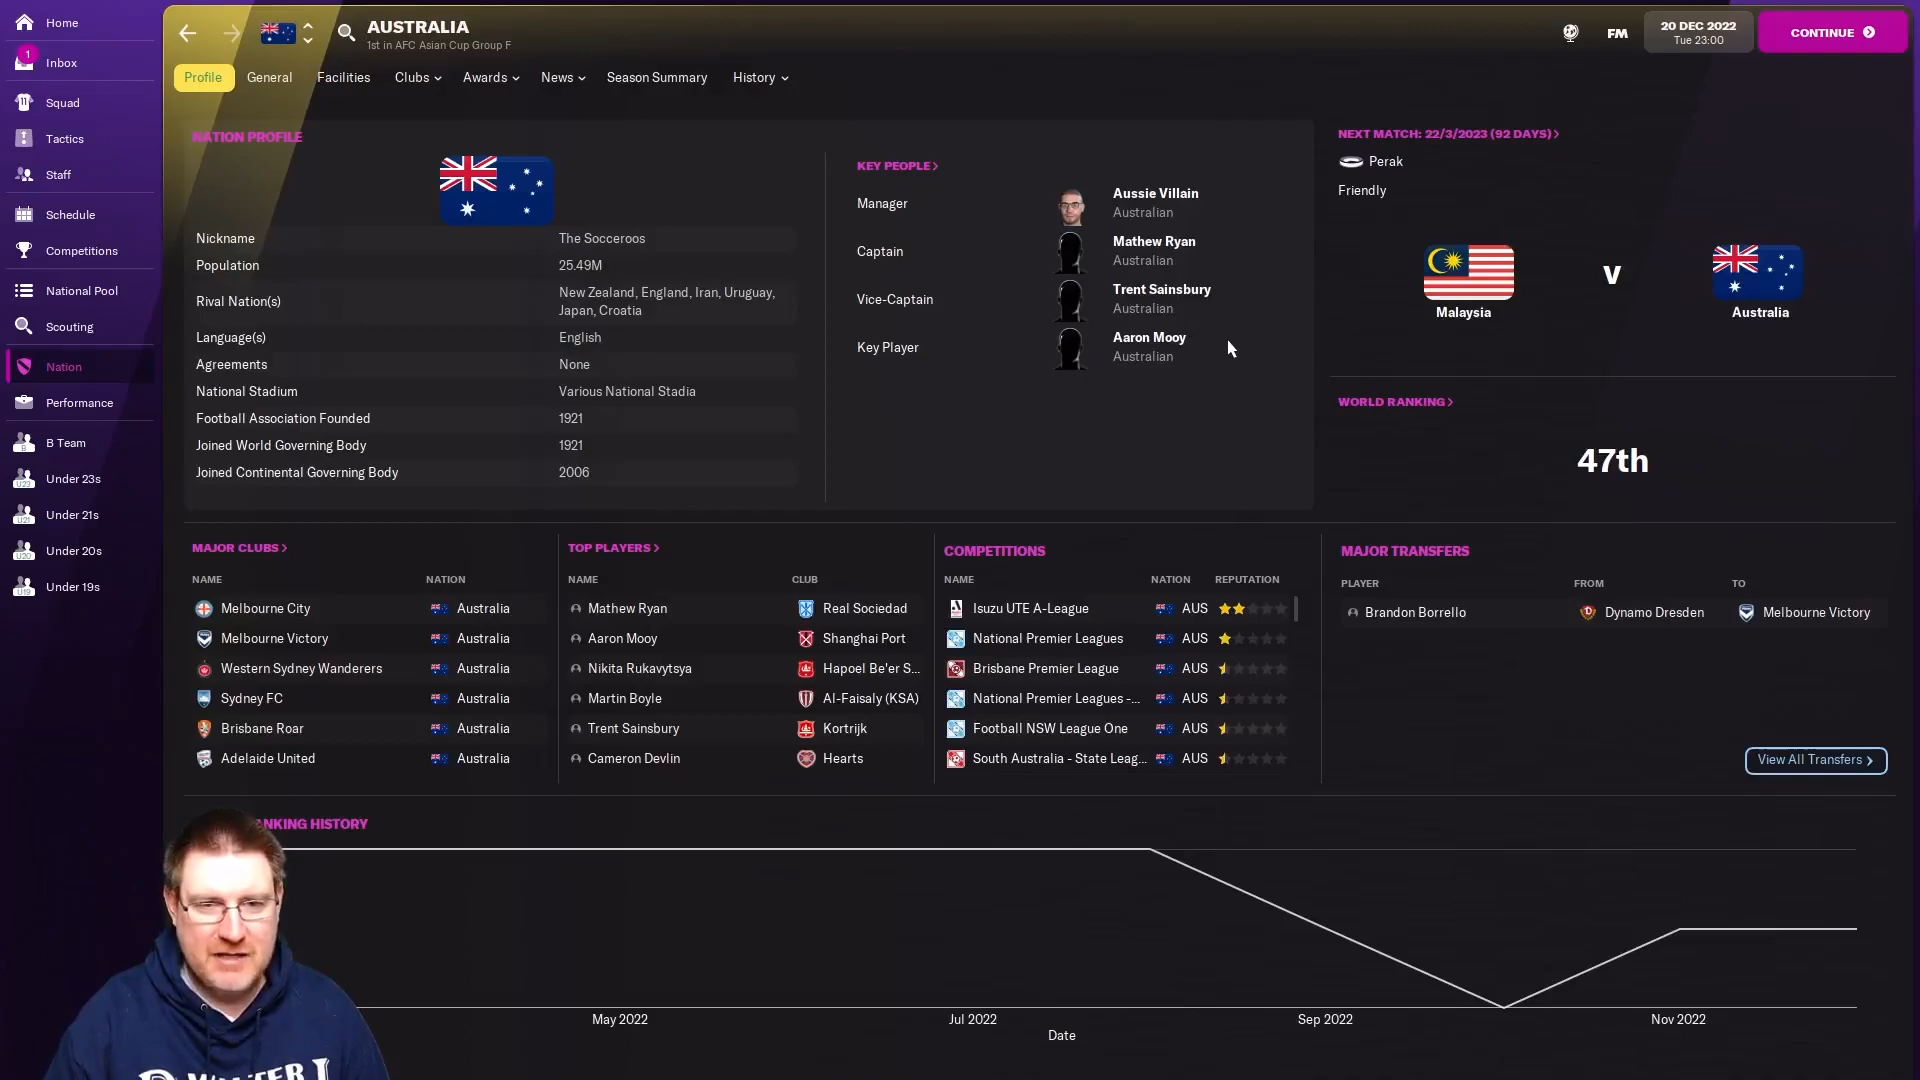 Home
1
Inbox
Squad
Tactics
Staff
Schedule
Competitions
National Pool
Scouting
Nation
Performance
B Team
Under 23s
Under 21s
Under 20s
Under 19s
AUSTRALIA
1st in AFC Asian Cup Group F
FM
20 DEC 2022
Tue 23:00
CONTINUE
Profile General Facilities Clubs Awards News Season Summary History
NATION PROFILE
Nickname The Socceroos
Population 25.49M
Rival Nation(s) New Zealand, England, Iran, Uruguay,
Japan, Croatia
Language(s) English
Agreements None
National Stadium Various National Stadia
Football Association Founded 1921
Joined World Governing Body 1921
Joined Continental Governing Body 2006
KEY PEOPLE >
Manager Aussie Villain
Australian
Captain Mathew Ryan
Australian
Vice-Captain Trent Sainsbury
Australian
Key Player Aaron Mooy
Australian
NEXT MATCH: 22/3/2023 (92 DAYS) >
Perak
Friendly
V
Malaysia Australia
WORLD RANKING >
47th
MAJOR CLUBS >
NAME NATION
Melbourne City Australia
Melbourne Victory Australia
Western Sydney Wanderers Australia
Sydney FC Australia
Brisbane Roar Australia
Adelaide United Australia
TOP PLAYERS >
NAME CLUB
Mathew Ryan Real Sociedad
Aaron Mooy Shanghai Port
Nikita Rukavytsya Hapoel Be'er S...
Martin Boyle Al-Faisaly (KSA)
Trent Sainsbury Kortrijk
Cameron Devlin Hearts
COMPETITIONS
NAME NATION REPUTATION
Isuzu UTE A-League AUS
National Premier Leagues AUS
Brisbane Premier League AUS
National Premier Leagues -... AUS
Football NSW League One AUS
South Australia - State Leag... AUS
MAJOR TRANSFERS
PLAYER FROM TO
Brandon Borrello Dynamo Dresden Melbourne Victory
View All Transfers >
ANKING HISTORY
May 2022 Jul 2022 Sep 2022 Nov 2022
Date